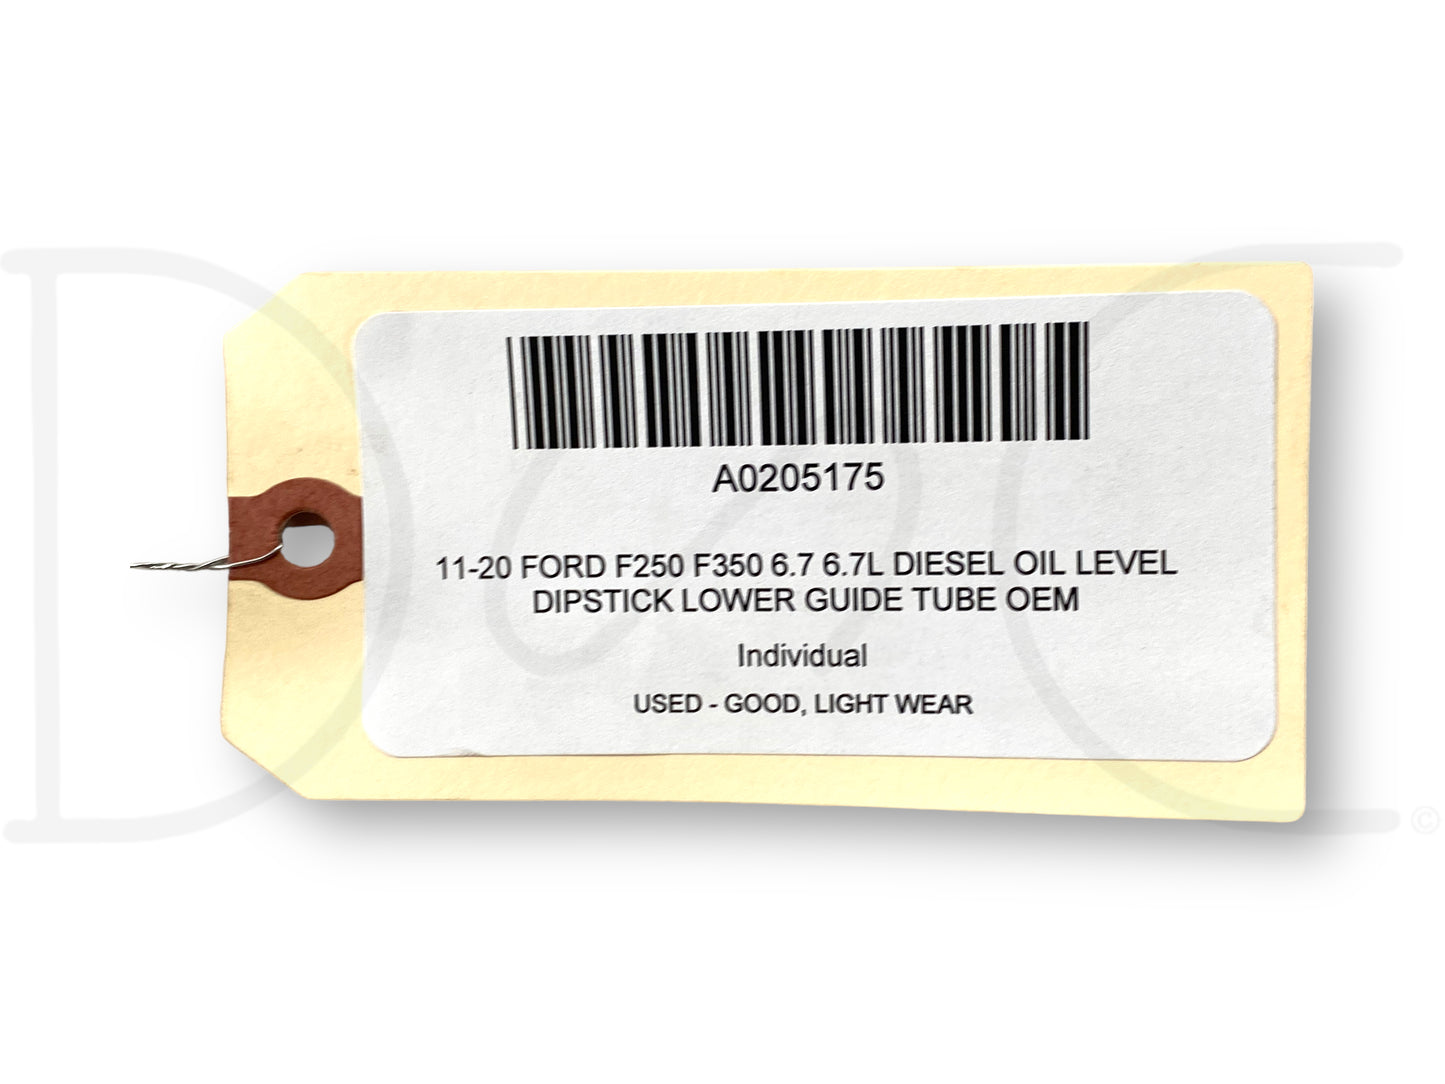 A0205175
11-20 FORD F250 F350 6.7 6.7L DIESEL OIL LEVEL
DIPSTICK LOWER GUIDE TUBE OEM
Individual
USED - GOOD, LIGHT WEAR
©